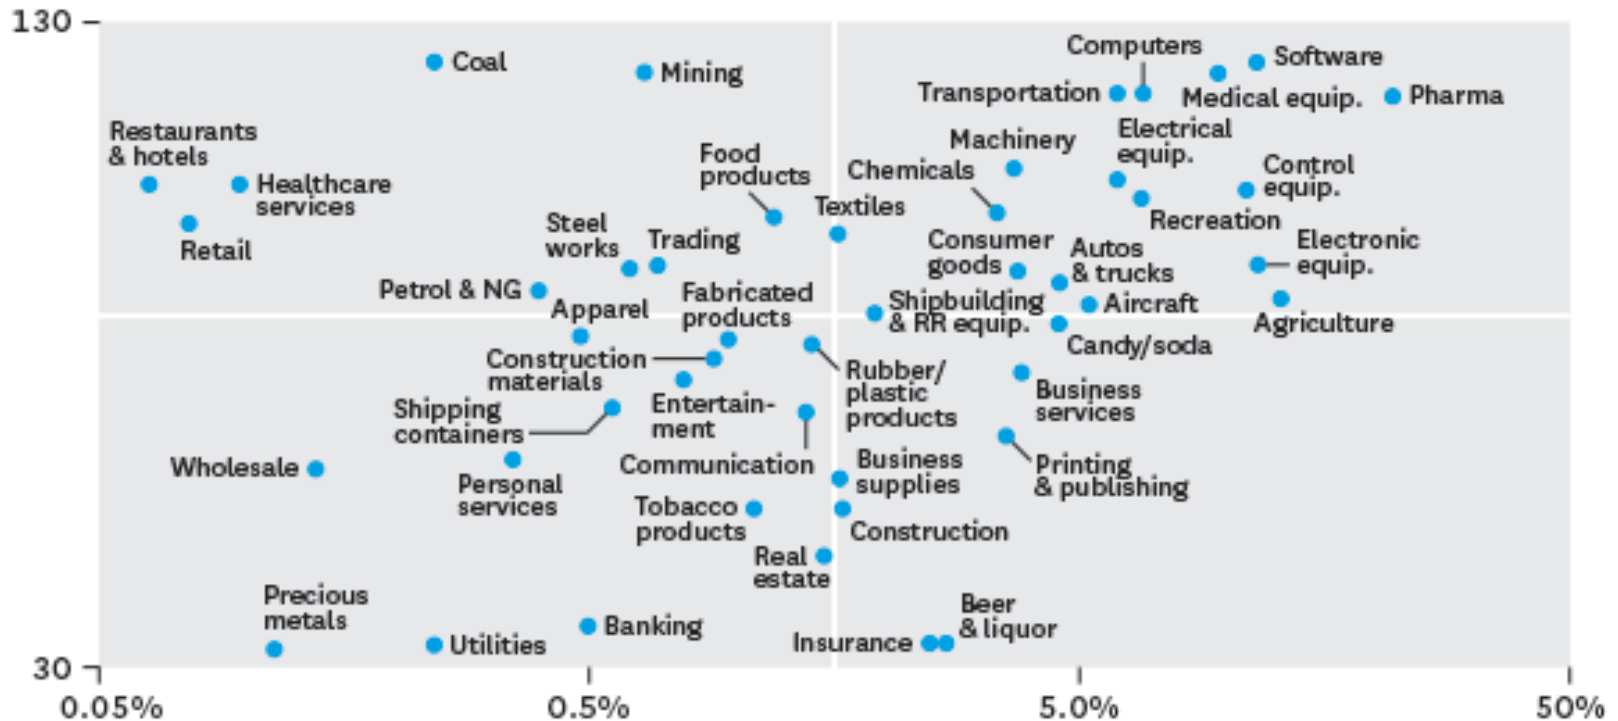 130
Coal
Mining
Computers
Software
Transportation
Medical equip.
Pharma
Restaurants
& hotels
Healthcare
services
Retail
Food
products
Machinery
Electrical
equip.
Chemicals
Control
equip.
Textiles
Recreation
Steel
works
Trading
Consumer
goods
Autos
& trucks
Electronic
equip.
Petrol & NG
Apparel
Fabricated
products
Shipbuilding
& RR equip.
Aircraft
Agriculture
Candy/soda
Construction
materials
Rubber/
plastic
products
Business
services
Shipping
containers
Entertain-
ment
Wholesale
Personal
services
Communication
Business
supplies
Printing
& publishing
Tobacco
products
Construction
Real
estate
Precious
metals
Utilities
Banking
Insurance
Beer
& liquor
30
0.05%
0.5%
5.0%
50%